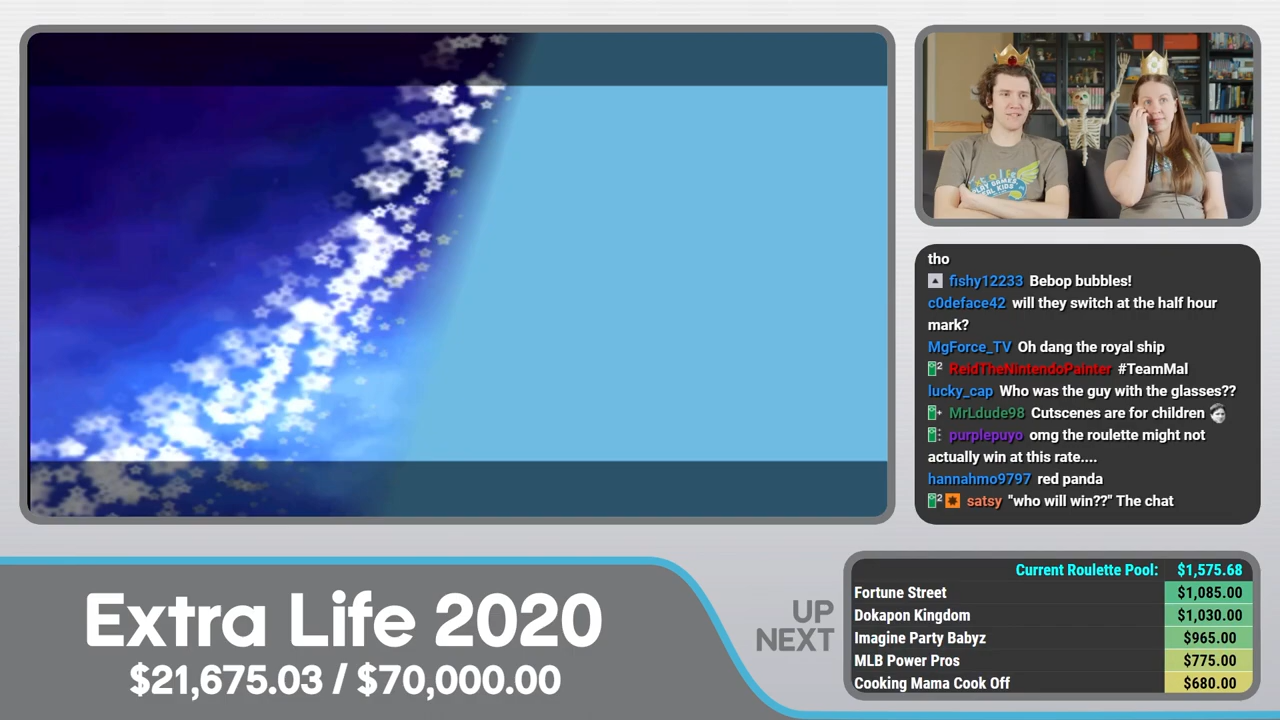 tho
fishy12233 Bebop bubbles!
c0deface42 will they switch at the half hour
mark?
MgForce_TV Oh dang the royal ship
ReidTheNintendoPainter #TeamMal
lucky_cap Who was the guy with the glasses??
MrLdude98 Cutscenes are for children
purplepuyo omg the roulette might not
actually win at this rate....
hannahmo9797 red panda
satsy "who will win??" The chat
Extra Life 2020
$21,675.03 / $70,000.00
UP
NEXT
Current Roulette Pool: $1,575.68
Fortune Street $1,085.00
Dokapon Kingdom $1,030.00
Imagine Party Babyz $965.00
MLB Power Pros $775.00
Cooking Mama Cook Off $680.00